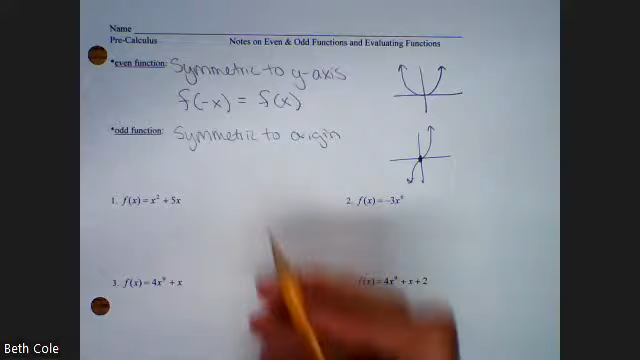 Name
Pre-Calculus
Notes on Even & Odd Functions and Evaluating Functions
*even function: Symmetric to y-axis
f(-x) = f(x)
*odd function: Symmetric to origin
1. f(x) = x² + 5x
2. f(x) = -3x⁸
3. f(x) = 4x⁹ + x
f(x) = 4x⁹ + x + 2
Beth Cole